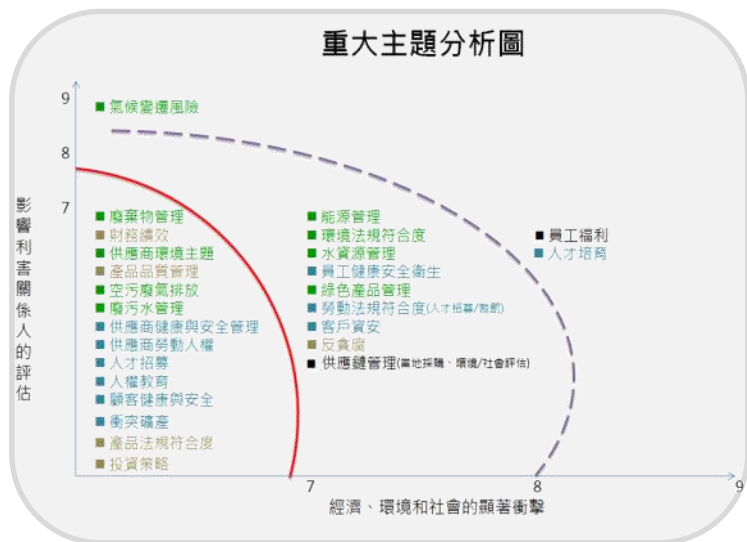 重大主題分析圖
9
8
7
影響利害關係人的評估
■ 氣候變遷風險
■ 廢棄物管理
■ 財務績效
■ 供應商環境主題
■ 產品品質管理
■ 空污廢氣排放
■ 廢污水管理
■ 供應商健康與安全管理
■ 供應商勞動人權
■ 人才招募
■ 人權教育
■ 顧客健康與安全
■ 衝突礦產
■ 產品法規符合度
■ 投資策略
■ 能源管理
■ 環境法規符合度
■ 水資源管理
■ 員工健康安全衛生
■ 綠色產品管理
■ 勞動法規符合度(人才招募/
■ 客戶資安
■ 反貪腐
■ 供應鏈管理(當地採購、環境/社會評估)
■ 員工福利
■ 人才培育
7
8
9
經濟、環境和社會的顯著衝擊